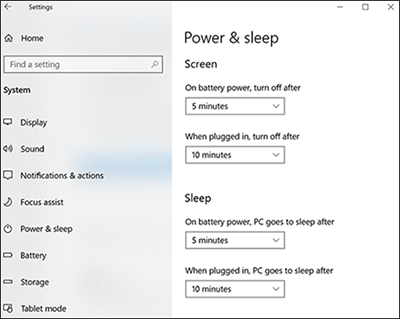 Settings
Home
Find a setting
System
Display
Sound
Notifications & actions
Focus assist
Power & sleep
Battery
Storage
Tablet mode
Power & sleep
Screen
On battery power, turn off after
5 minutes
When plugged in, turn off after
10 minutes
Sleep
On battery power, PC goes to sleep after
5 minutes
When plugged in, PC goes to sleep after
10 minutes